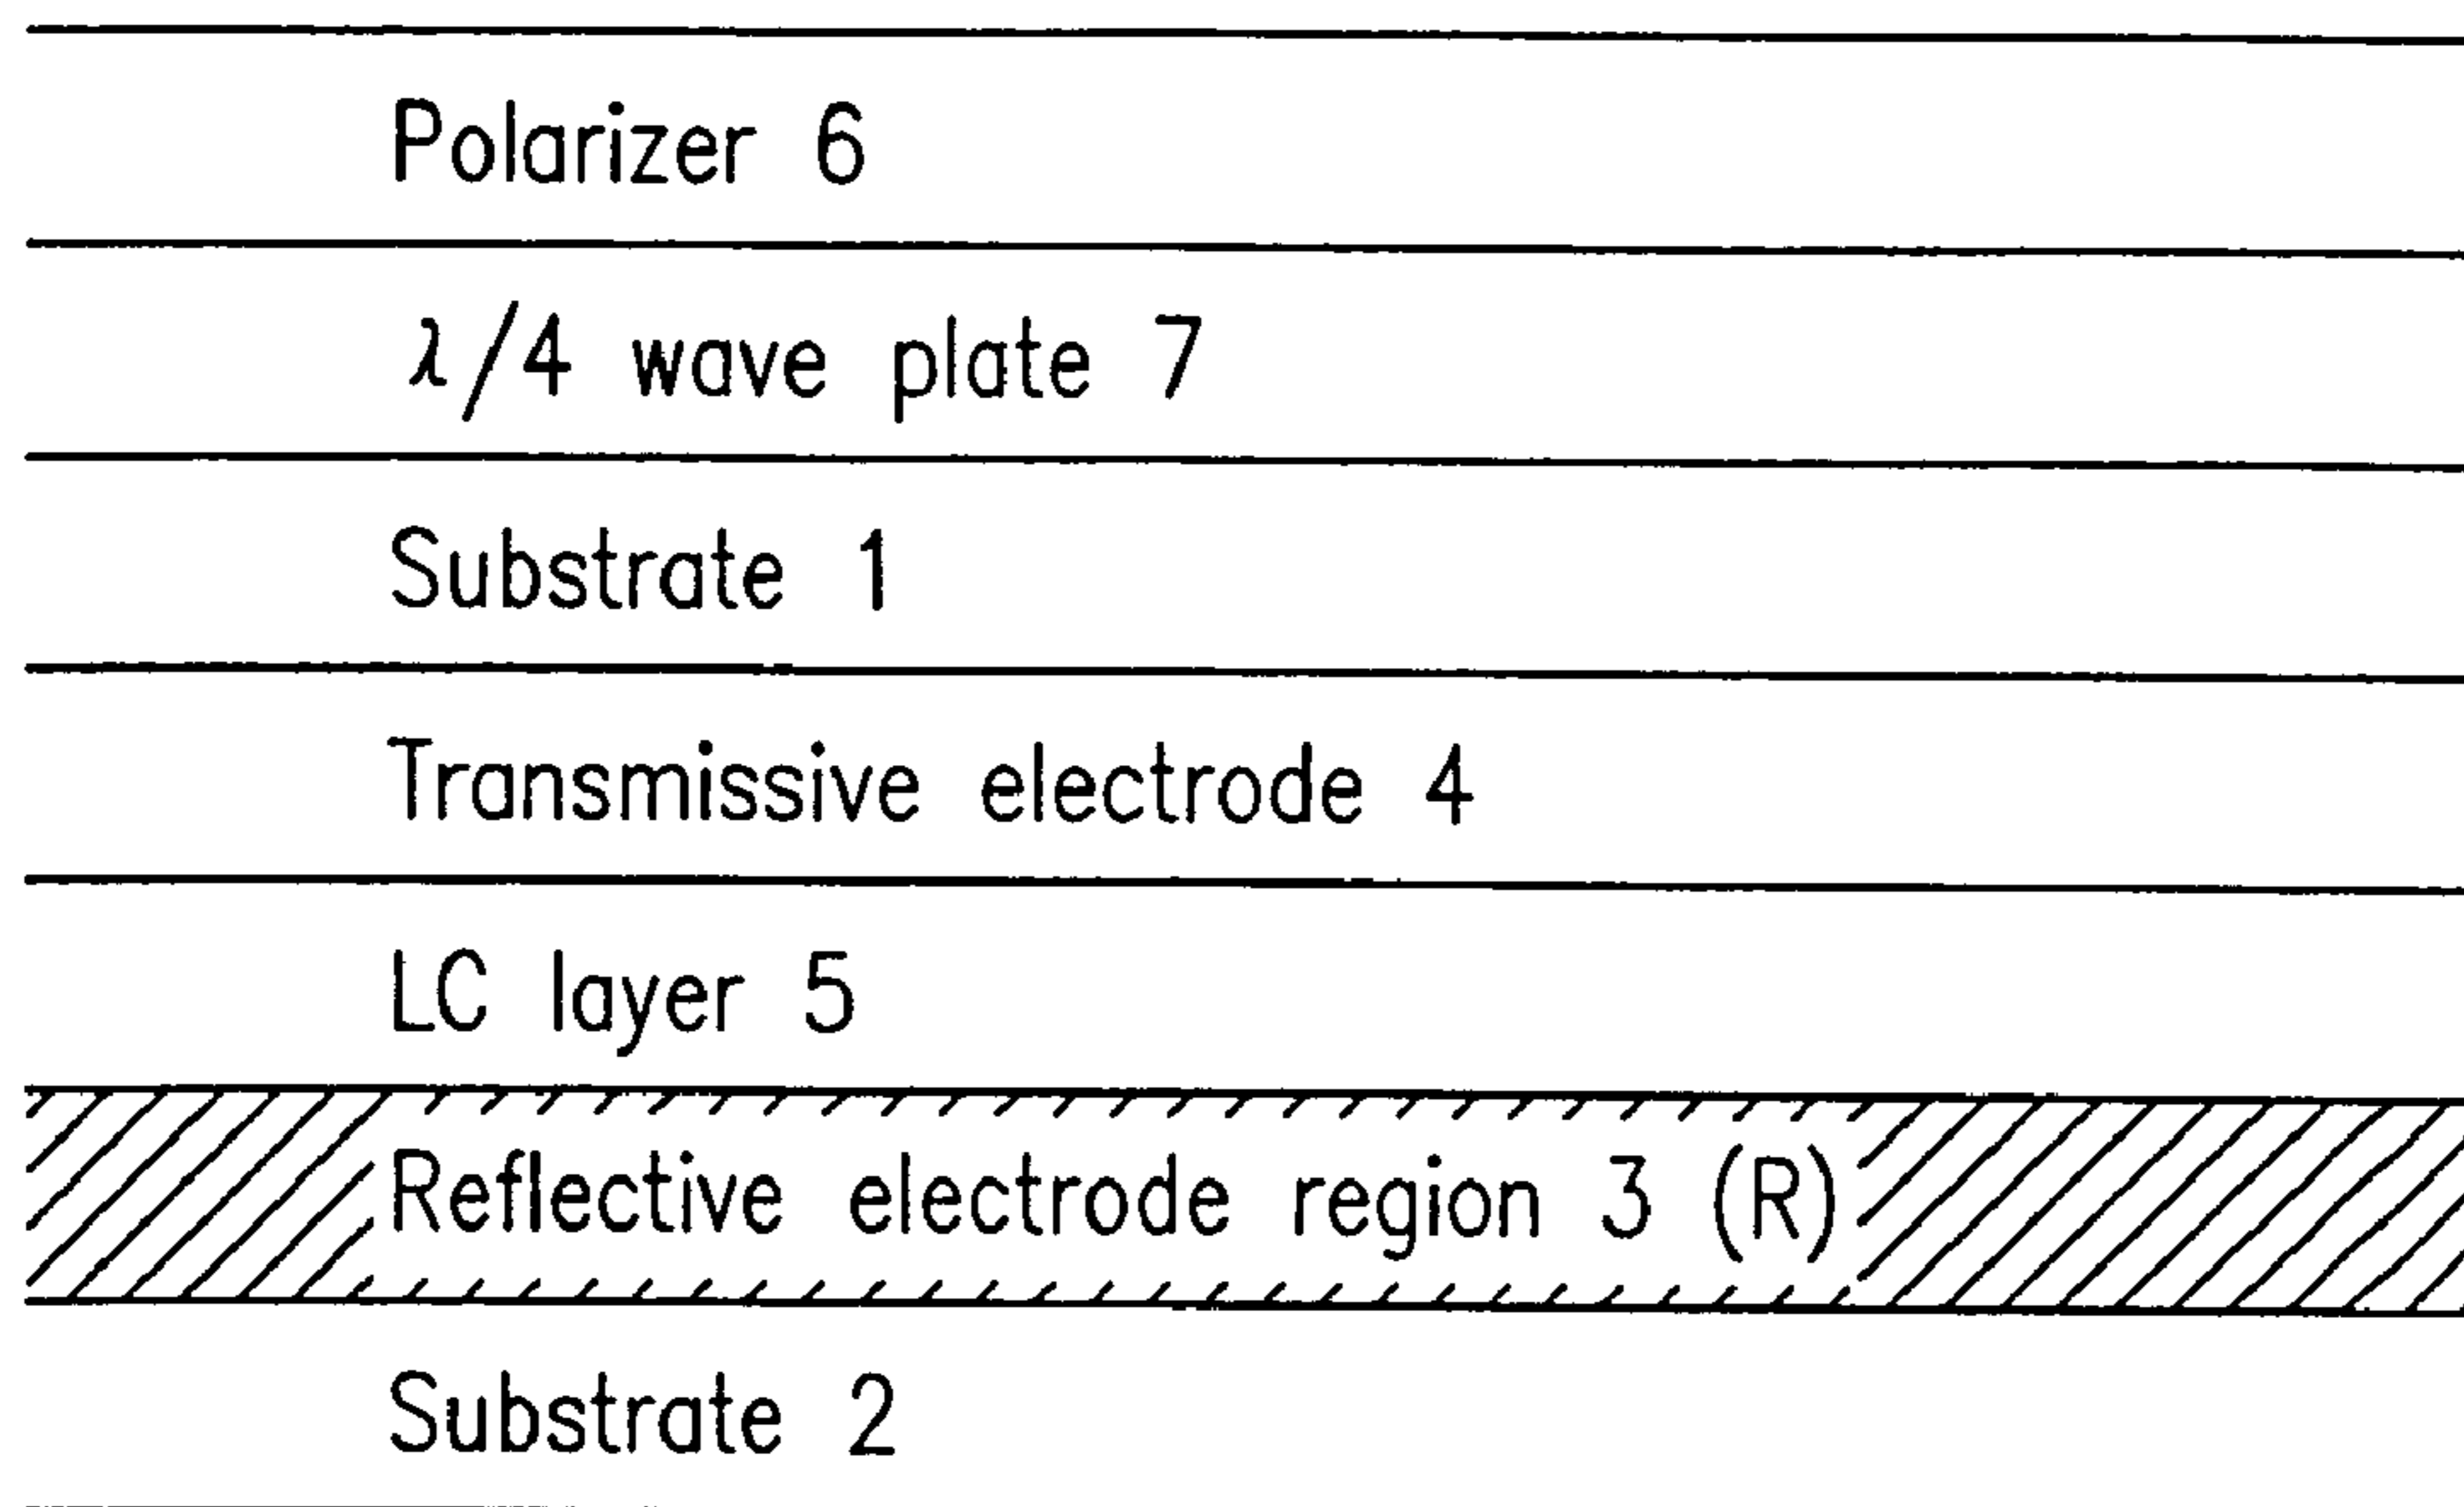 Polarizer 6
λ/4 wave plate 7
Substrate 1
Transmissive electrode 4
LC layer 5
Reflective electrode region 3 (R)
Substrate 2